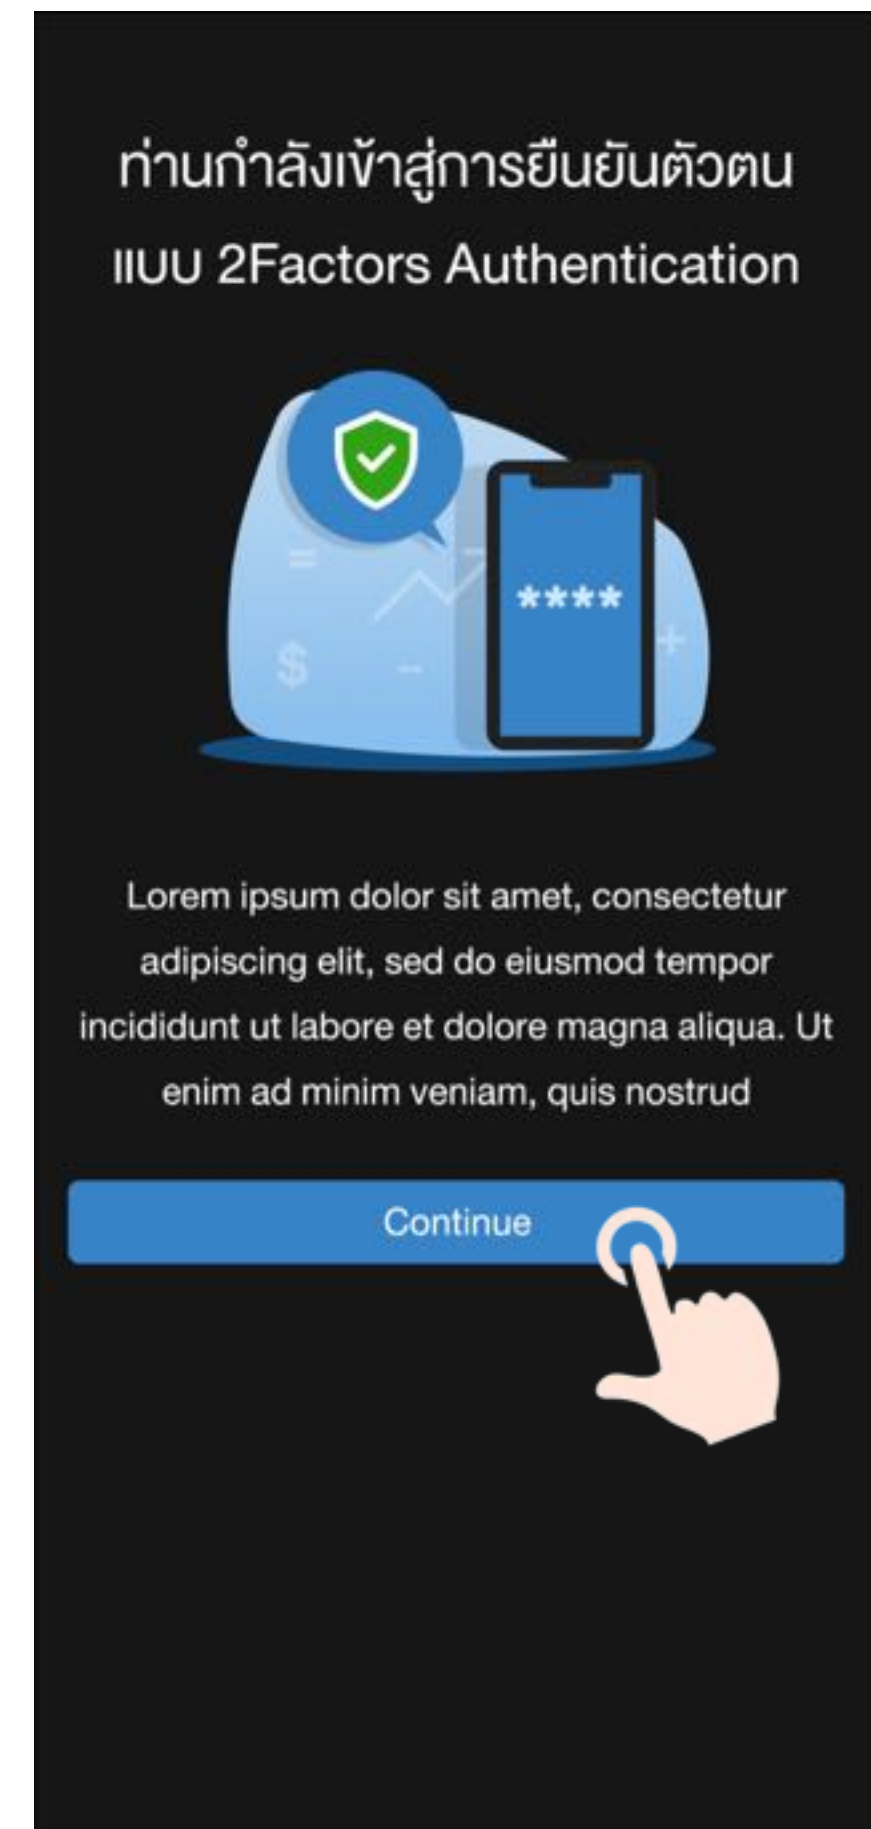 ท่านกำลังเข้าสู่การยืนยันตัวตน
แบบ 2Factors Authentication
= $ - +
****
Lorem ipsum dolor sit amet, consectetur
adipiscing elit, sed do eiusmod tempor
incididunt ut labore et dolore magna aliqua. Ut
enim ad minim veniam, quis nostrud
Continue